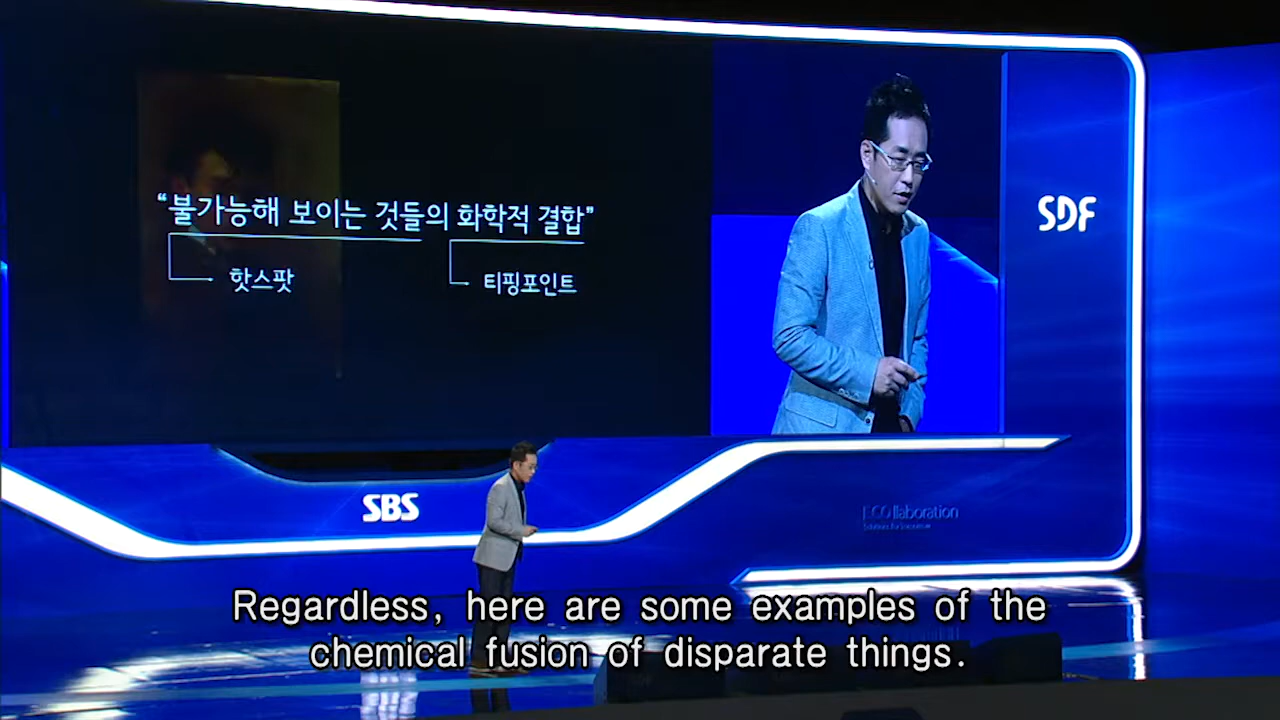 “불가능해 보이는 것들의 화학적 결합”
핫스팟
티핑포인트
SDF
SBS
ECOllaboration
Regardless, here are some examples of the
chemical fusion of disparate things.